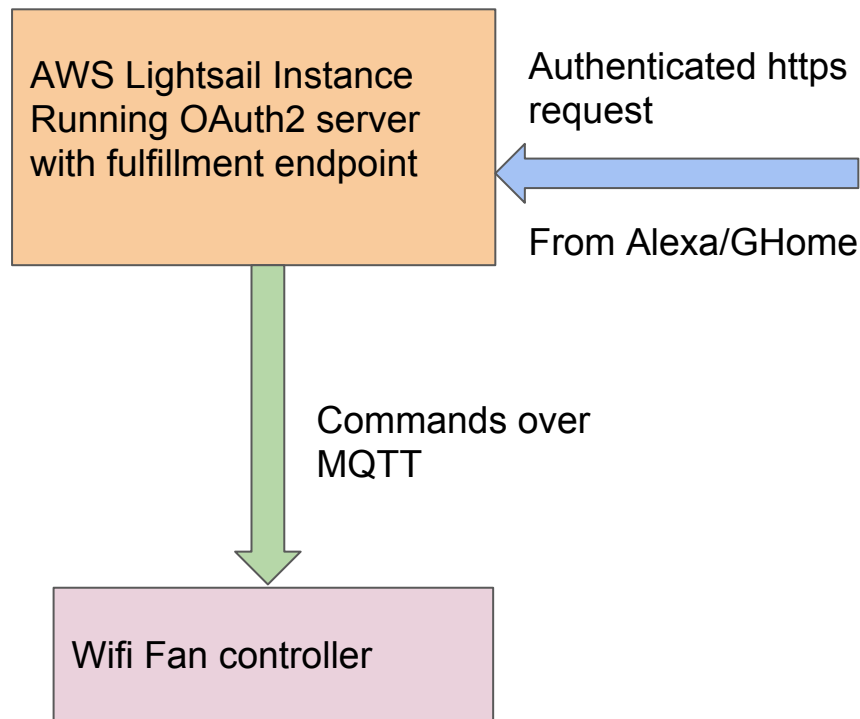 AWS Lightsail Instance
Running OAuth2 server
with fulfillment endpoint
Authenticated https
request
From Alexa/GHome
Commands over
MQTT
Wifi Fan controller